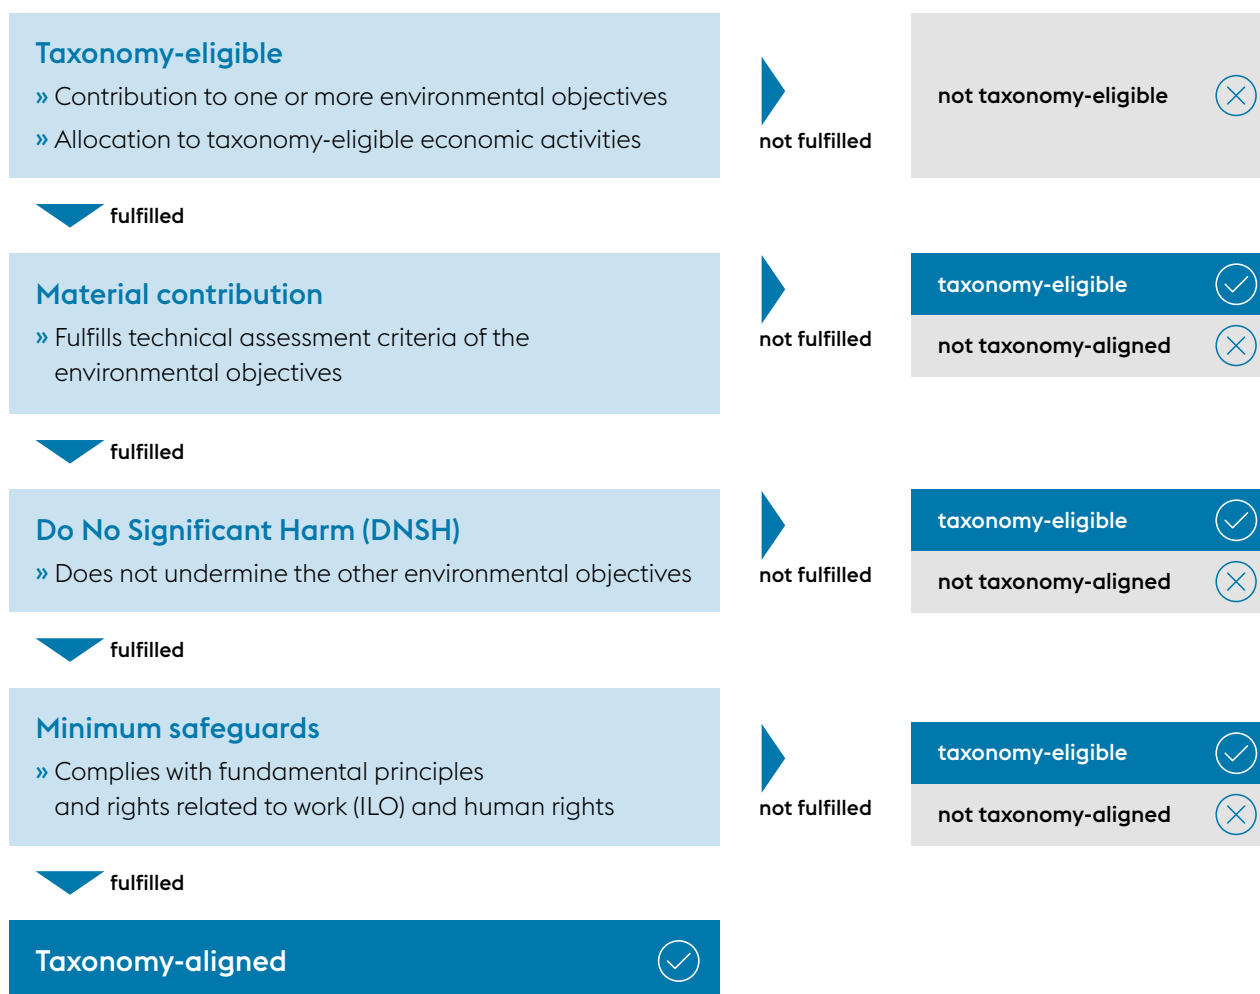 Taxonomy-eligible
» Contribution to one or more environmental objectives
» Allocation to taxonomy-eligible economic activities
not fulfilled
not taxonomy-eligible
fulfilled
Material contribution
» Fulfills technical assessment criteria of the
environmental objectives
not fulfilled
taxonomy-eligible
not taxonomy-aligned
fulfilled
Do No Significant Harm (DNSH)
» Does not undermine the other environmental objectives
not fulfilled
taxonomy-eligible
not taxonomy-aligned
fulfilled
Minimum safeguards
» Complies with fundamental principles
and rights related to work (ILO) and human rights
not fulfilled
taxonomy-eligible
not taxonomy-aligned
fulfilled
Taxonomy-aligned